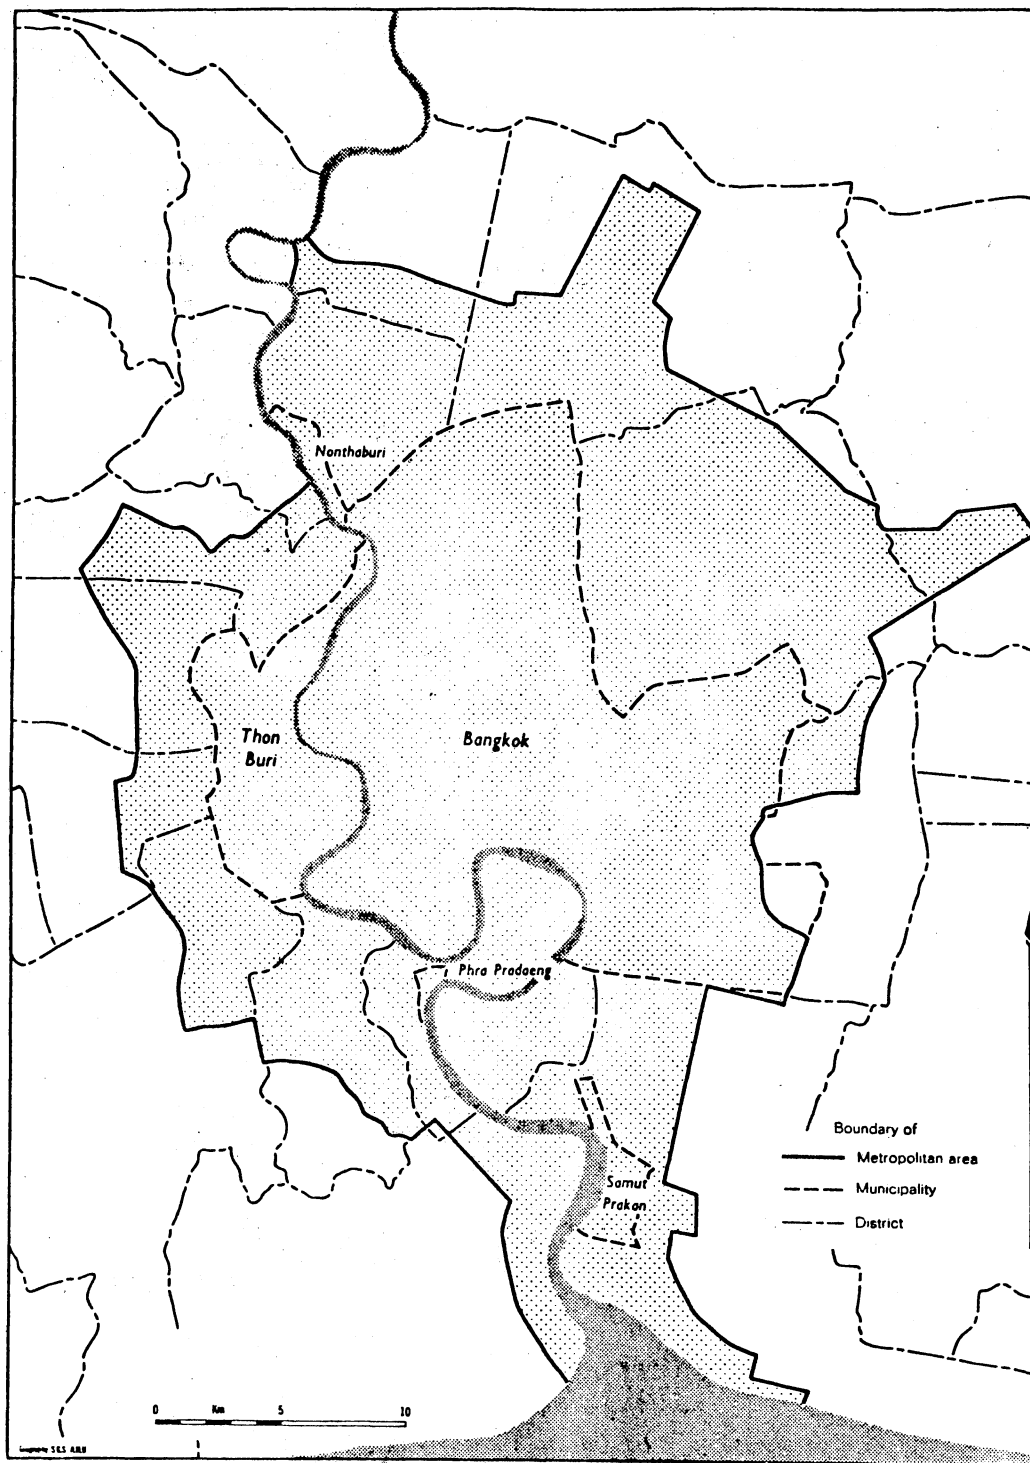 Nonthaburi
Thon
Buri
Bangkok
Phra Pradaeng
Boundary of
Metropolitan area
Municipality
District
Samut
Prakan
0 Km 5 10